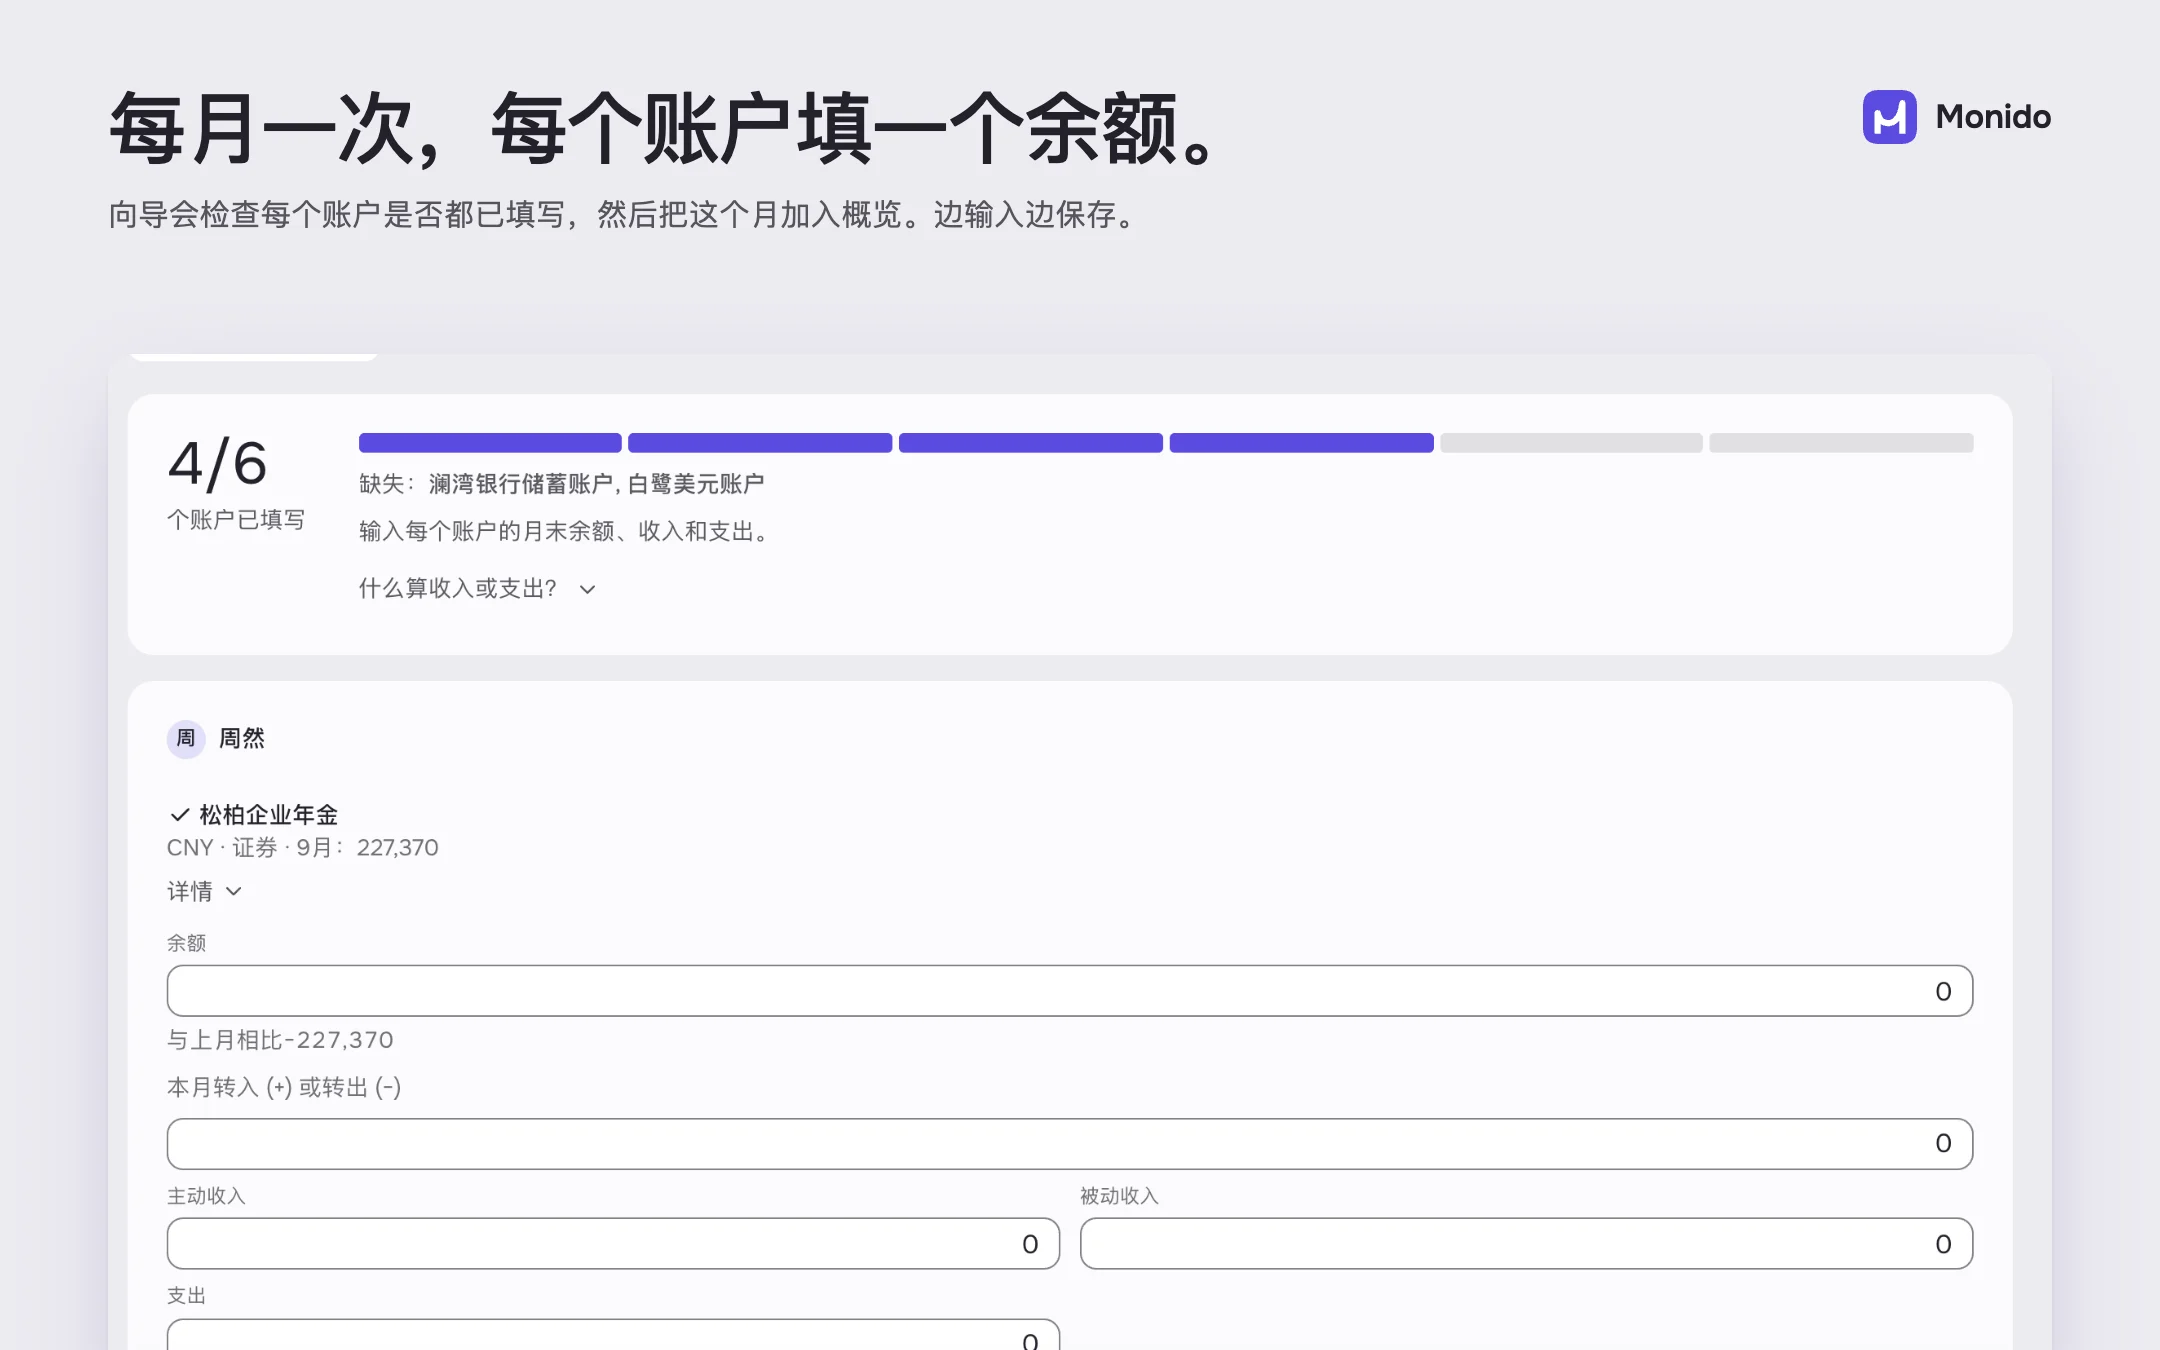 每月一次，每个账户填一个余额。
Monido
向导会检查每个账户是否都已填写，然后把这个月加入概览。边输入边保存。
4/6
个账户已填写
缺失：澜湾银行储蓄账户, 白鹭美元账户
输入每个账户的月末余额、收入和支出。
什么算收入或支出？
周 周然
松柏企业年金
CNY · 证券 · 9月：227,370
详情
余额
0
与上月相比-227,370
本月转入 (+) 或转出 (-)
0
主动收入
0
被动收入
0
支出
0